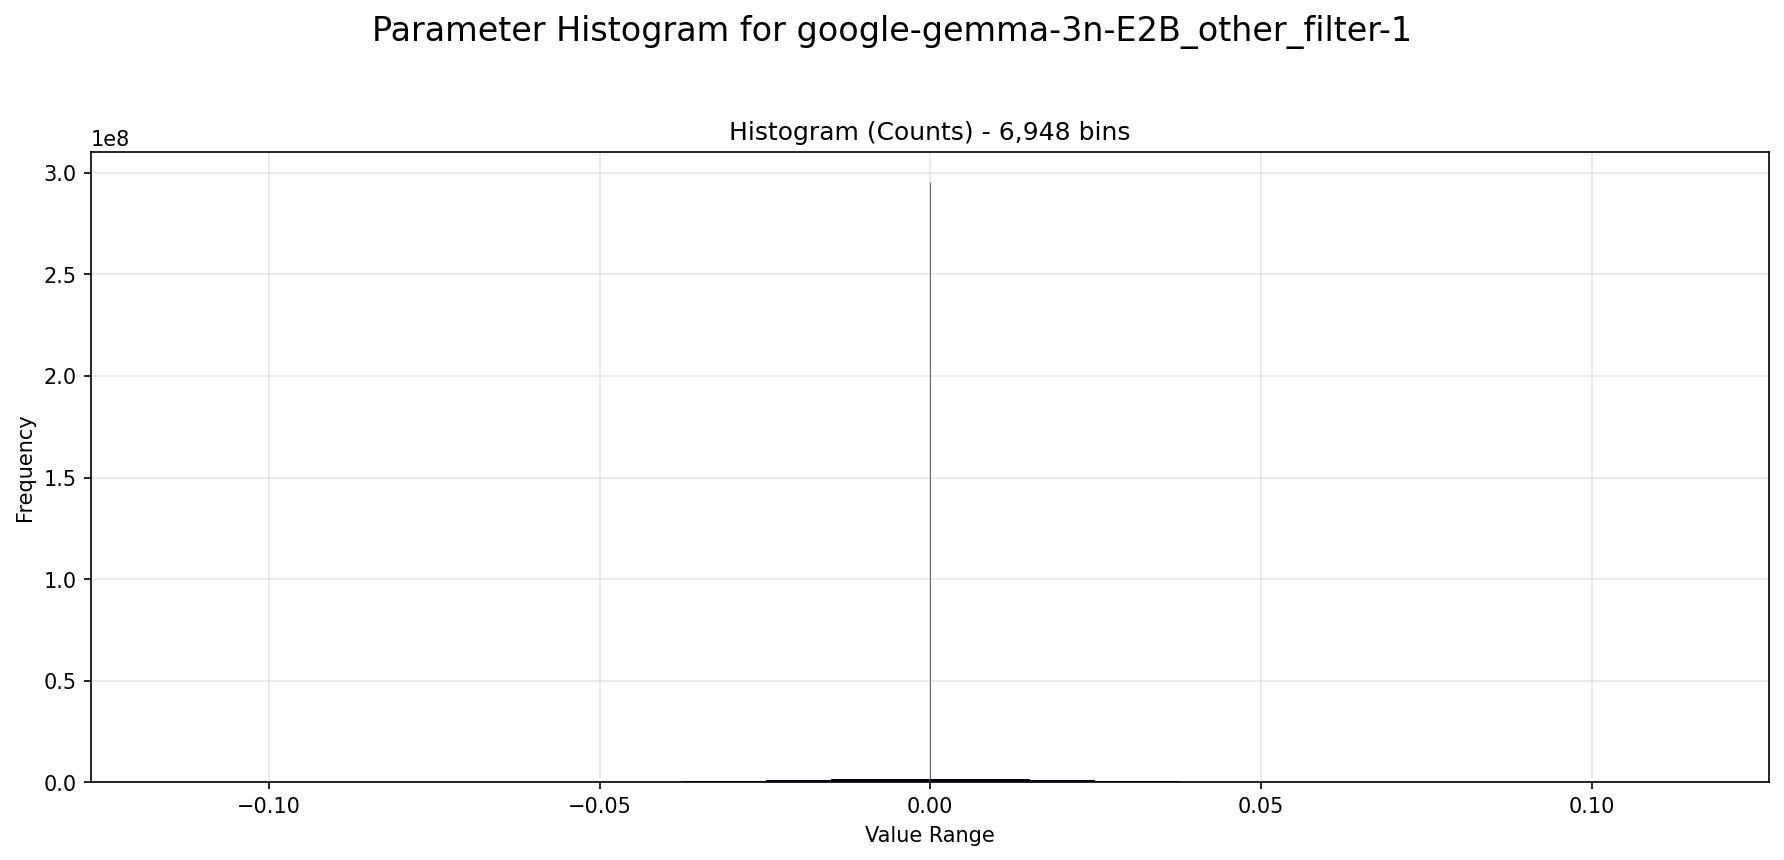 Parameter Histogram for google-gemma-3n-E2B_other_filter-1
Histogram (Counts) - 6,948 bins
1e8
3.0
2.5
2.0
1.5
1.0
0.5
0.0
Frequency
−0.10
−0.05
0.00
0.05
0.10
Value Range